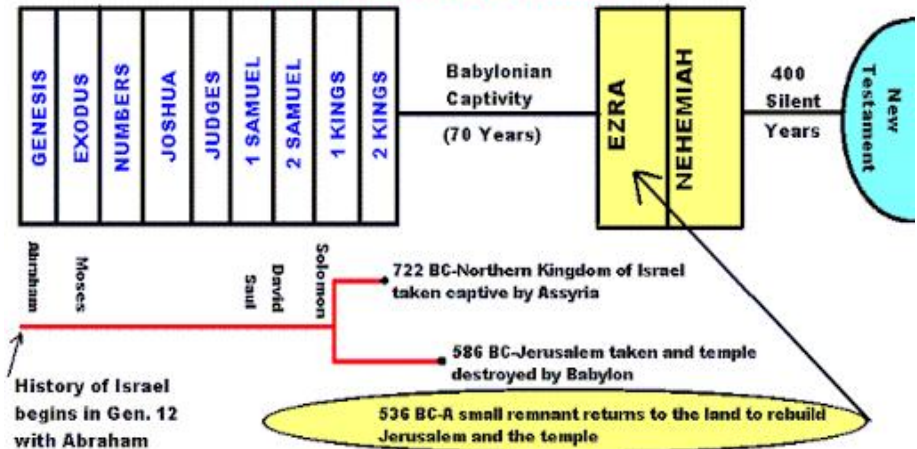 GENESIS
EXODUS
NUMBERS
JOSHUA
JUDGES
1 SAMUEL
2 SAMUEL
1 KINGS
2 KINGS
Babylonian
Captivity
(70 Years)
EZRA
NEHEMIAH
400
Silent
Years
New
Testament
Abraham
Moses
Saul
David
Solomon
722 BC-Northern Kingdom of Israel
taken captive by Assyria
586 BC-Jerusalem taken and temple
destroyed by Babylon
History of Israel
begins in Gen. 12
with Abraham
536 BC-A small remnant returns to the land to rebuild
Jerusalem and the temple